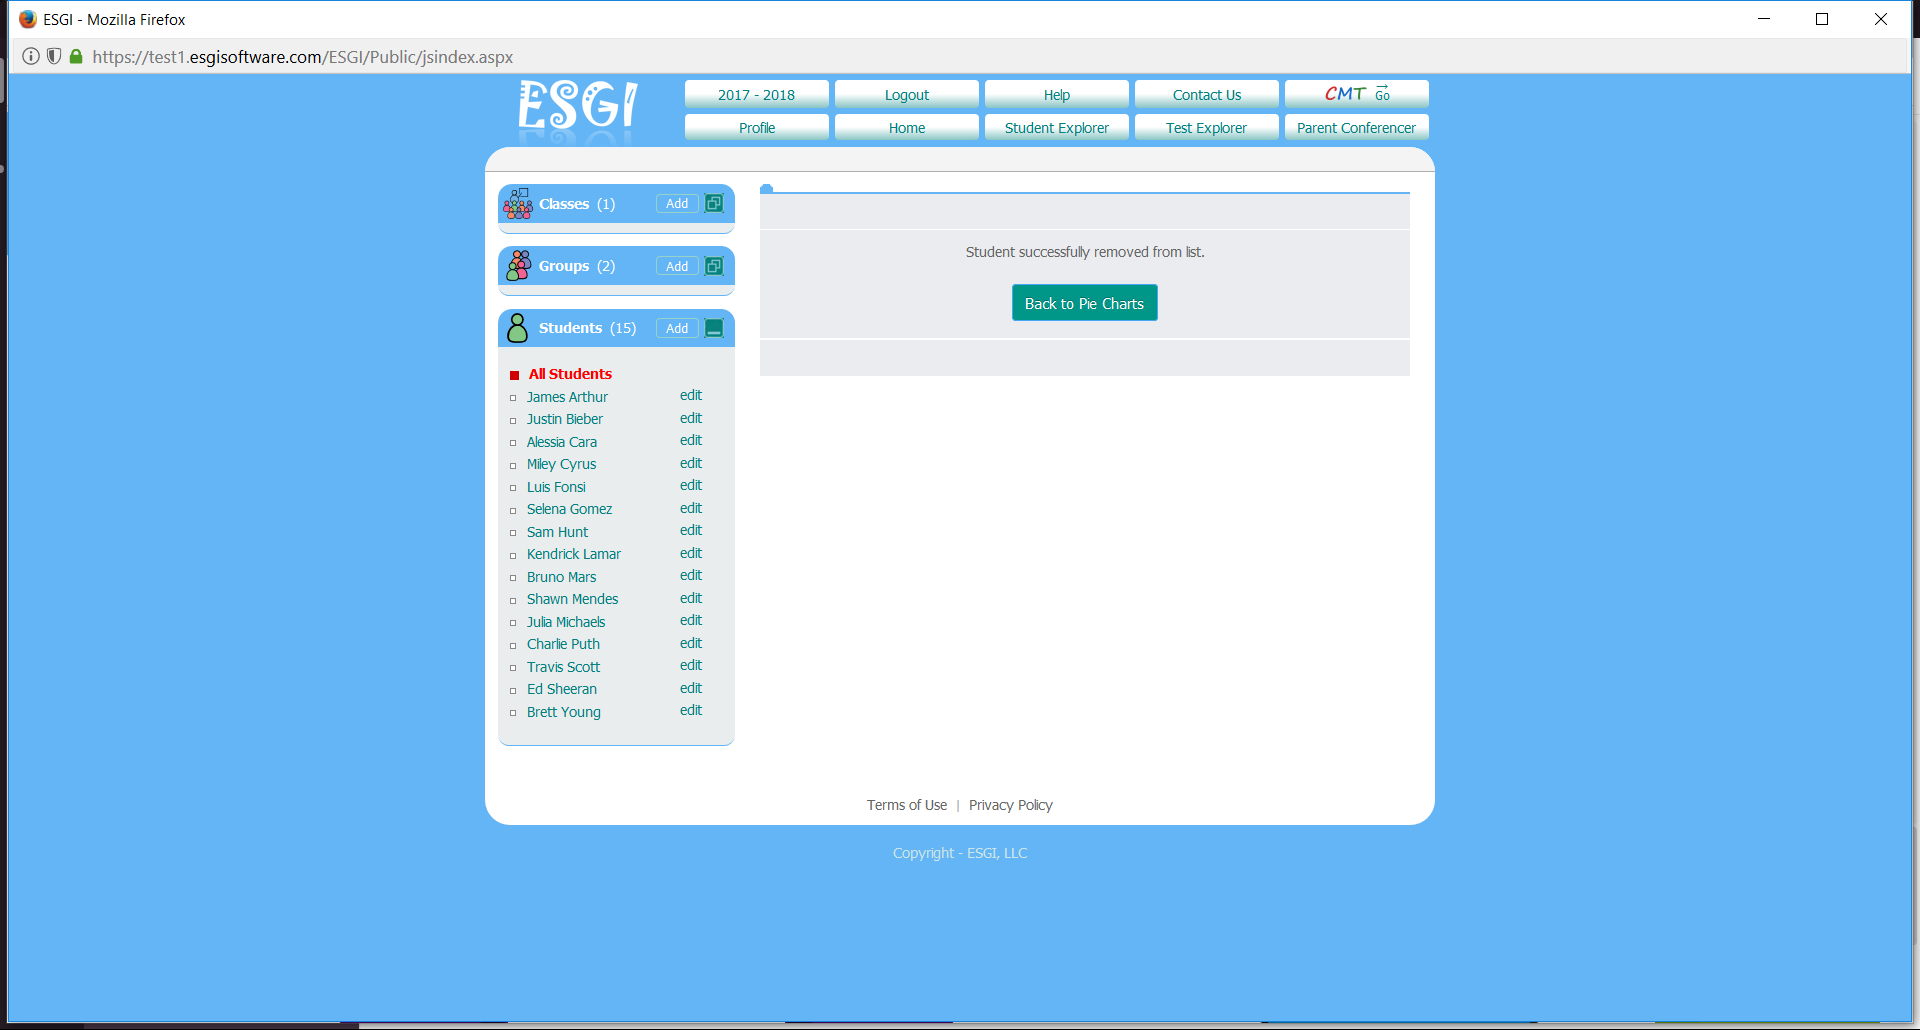 ESGI - Mozilla Firefox
https://test1.esgisoftware.com/ESGI/Public/jsindex.aspx
ESGI
2017 - 2018 Logout Help Contact Us CMT Go
Profile Home Student Explorer Test Explorer Parent Conferencer
Classes (1) Add
Groups (2) Add
Students (15) Add
All Students
James Arthur edit
Justin Bieber edit
Alessia Cara edit
Miley Cyrus edit
Luis Fonsi edit
Selena Gomez edit
Sam Hunt edit
Kendrick Lamar edit
Bruno Mars edit
Shawn Mendes edit
Julia Michaels edit
Charlie Puth edit
Travis Scott edit
Ed Sheeran edit
Brett Young edit
Student successfully removed from list.
Back to Pie Charts
Terms of Use | Privacy Policy
Copyright - ESGI, LLC